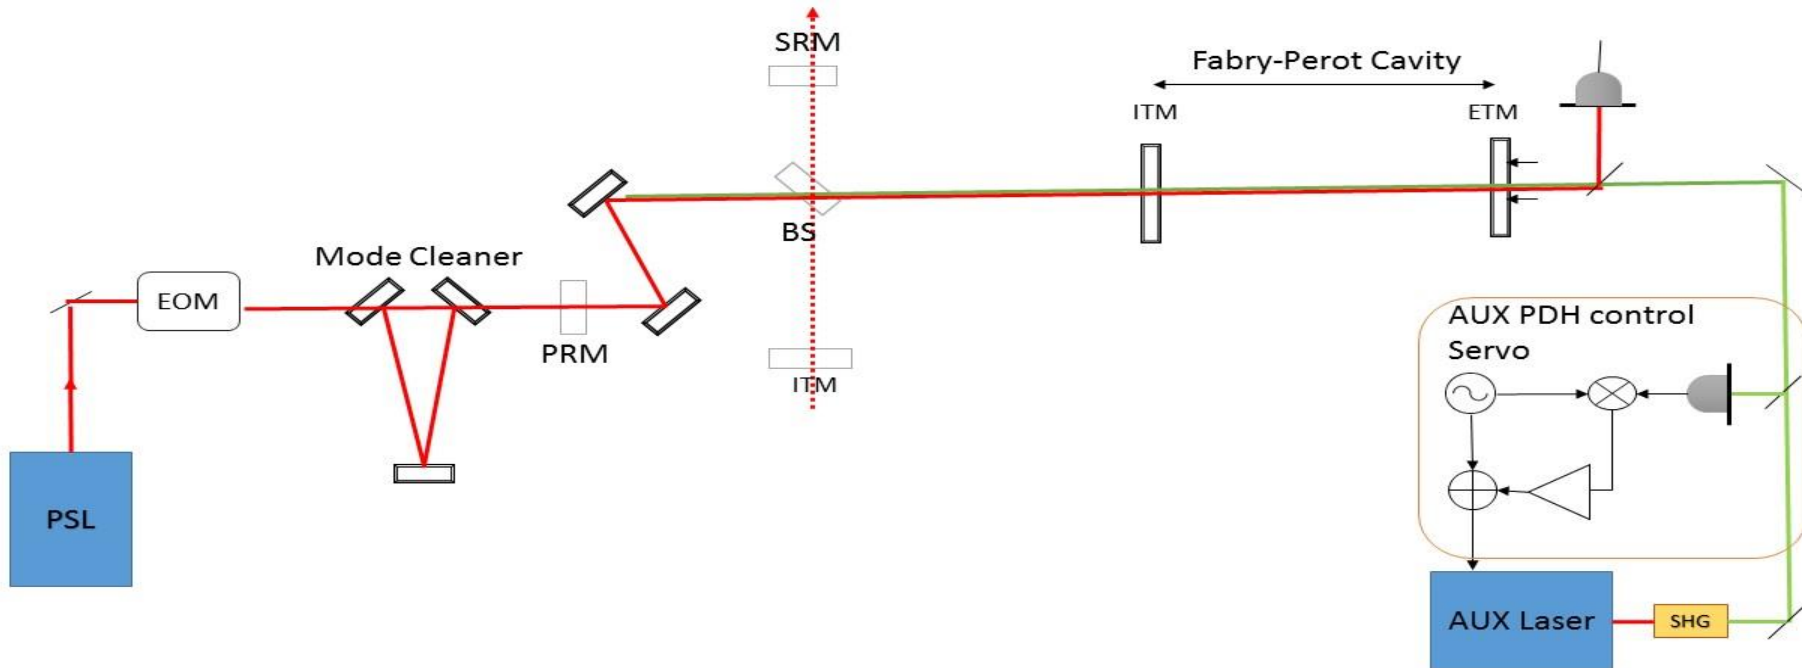 SRM
Fabry-Perot Cavity
ITM
ETM
BS
Mode Cleaner
EOM
PRM
ITM
AUX PDH control
Servo
PSL
AUX Laser
SHG